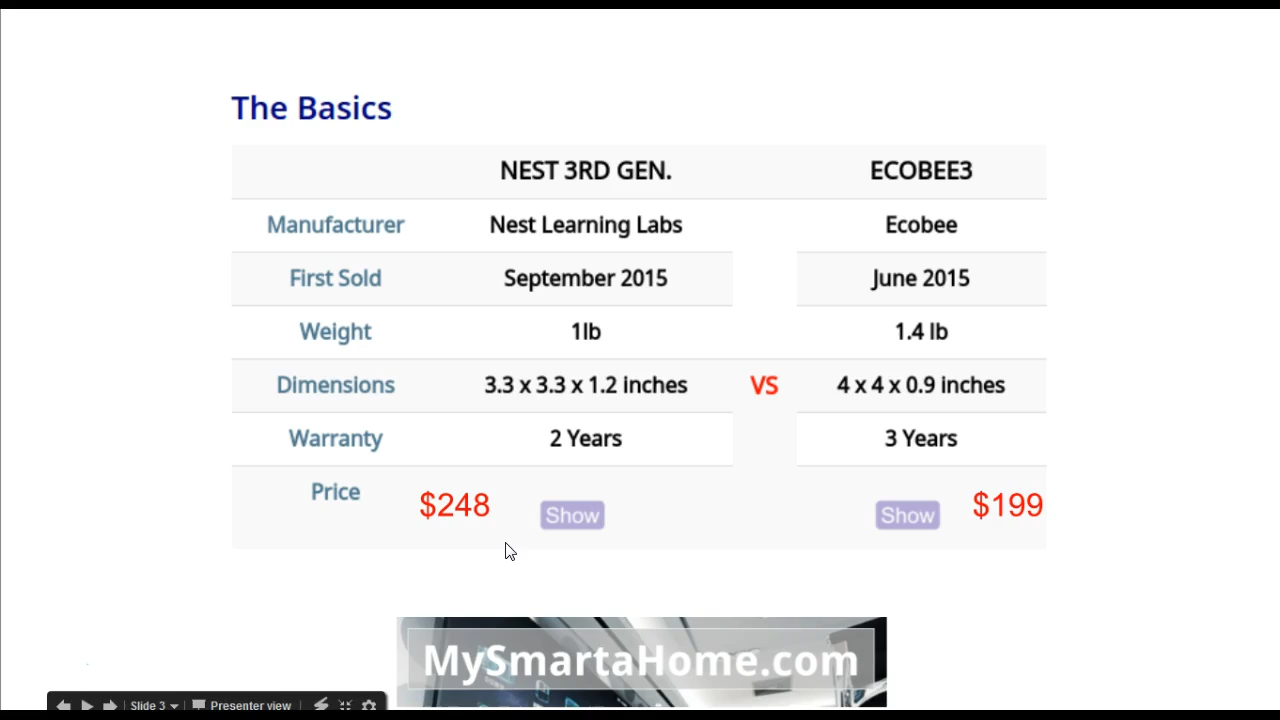 The Basics
NEST 3RD GEN. ECOBEE3
Manufacturer Nest Learning Labs Ecobee
First Sold September 2015 June 2015
Weight 1lb 1.4 lb
Dimensions 3.3 x 3.3 x 1.2 inches VS 4 x 4 x 0.9 inches
Warranty 2 Years 3 Years
Price $248 Show Show $199
MySmartaHome.com
Slide 3 Presenter view